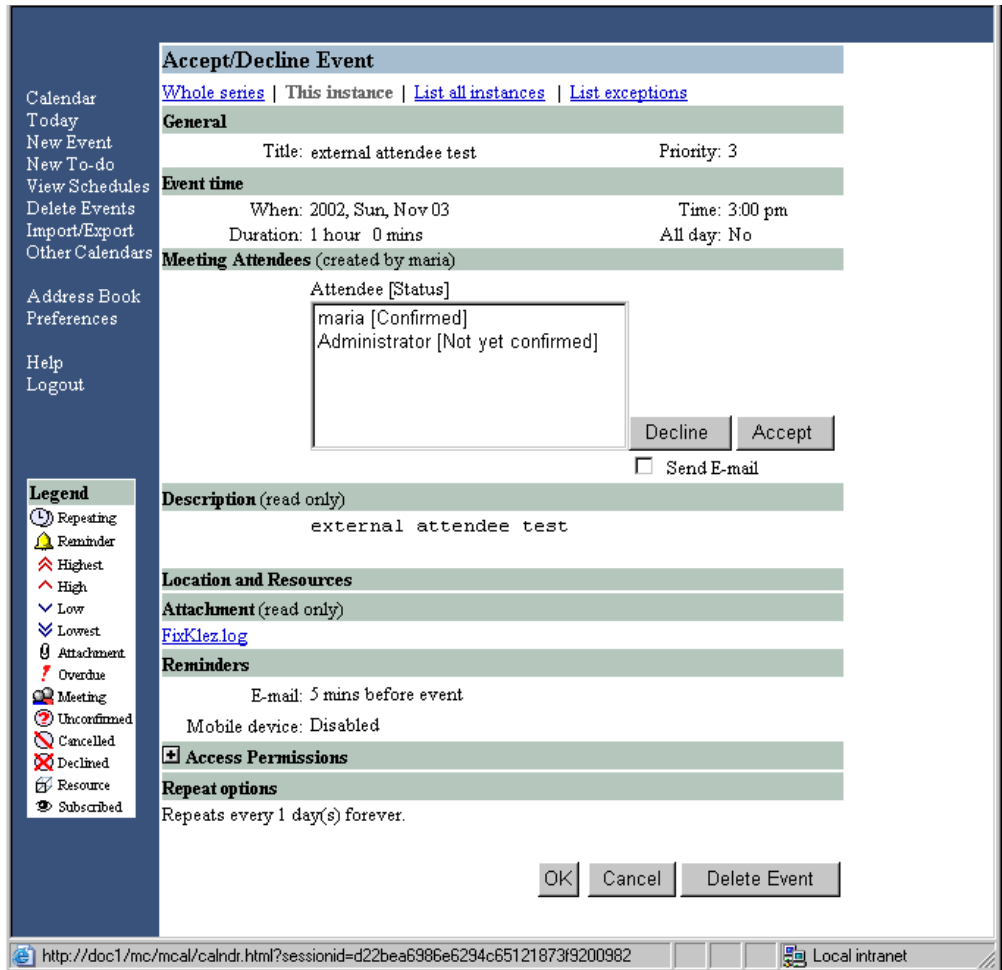 Accept/Decline Event
Whole series | This instance | List all instances | List exceptions
Calendar
Today
New Event
New To-do
View Schedules
Delete Events
Import/Export
Other Calendars
Address Book
Preferences
Help
Logout
Legend
Repeating
Reminder
Highest
High
Low
Lowest
Attachment
Overdue
Meeting
Unconfirmed
Cancelled
Declined
Resource
Subscribed
General
Title: external attendee test Priority: 3
Event time
When: 2002, Sun, Nov 03 Time: 3:00 pm
Duration: 1 hour 0 mins All day: No
Meeting Attendees (created by maria)
Attendee [Status]
maria [Confirmed]
Administrator [Not yet confirmed]
Decline Accept
Send E-mail
Description (read only)
external attendee test
Location and Resources
Attachment (read only)
FixKlez.log
Reminders
E-mail: 5 mins before event
Mobile device: Disabled
Access Permissions
Repeat options
Repeats every 1 day(s) forever.
OK Cancel Delete Event
http://doc1/mc/mcal/calndr.html?sessionid=d22bea6986e6294c65121873f9200982 Local intranet